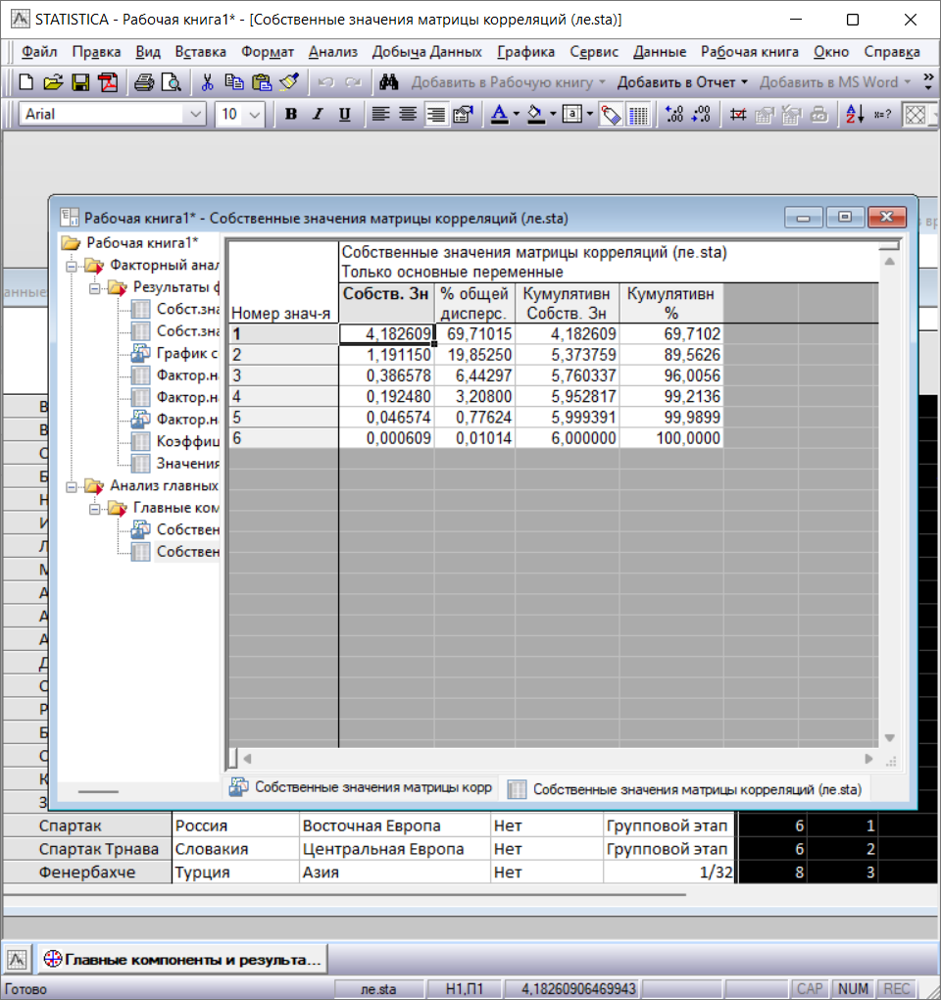 STATISTICA - Рабочая книга1* - [Собственные значения матрицы корреляций (ле.sta)]
Файл Правка Вид Вставка Формат Анализ Добыча Данных Графика Сервис Данные Рабочая книга Окно Справка
Добавить в Рабочую книгу Добавить в Отчет Добавить в MS Word
Arial 10 B I U
Рабочая книга1* - Собственные значения матрицы корреляций (ле.sta)
Рабочая книга1*
Факторный анал
Результаты ф
Собст.зна
Собст.зна
График с
Фактор.н
Фактор.н
Фактор.н
Коэффиц
Значения
Анализ главных
Главные ком
Собствен
Собствен
Собственные значения матрицы корреляций (ле.sta)
Только основные переменные
Номер знач-я Собств. Зн % общей дисперс. Кумулятивн Собств. Зн Кумулятивн %
1 4,182609 69,71015 4,182609 69,7102
2 1,191150 19,85250 5,373759 89,5626
3 0,386578 6,44297 5,760337 96,0056
4 0,192480 3,20800 5,952817 99,2136
5 0,046574 0,77624 5,999391 99,9899
6 0,000609 0,01014 6,000000 100,0000
Собственные значения матрицы корр Собственные значения матрицы корреляций (ле.sta)
Спартак Россия Восточная Европа Нет Групповой этап 6 1
Спартак Трнава Словакия Центральная Европа Нет Групповой этап 6 2
Фенербахче Турция Азия Нет 1/32 8 3
Главные компоненты и результа...
Готово ле.sta Н1,П1 4,18260906469943 CAP NUM REC